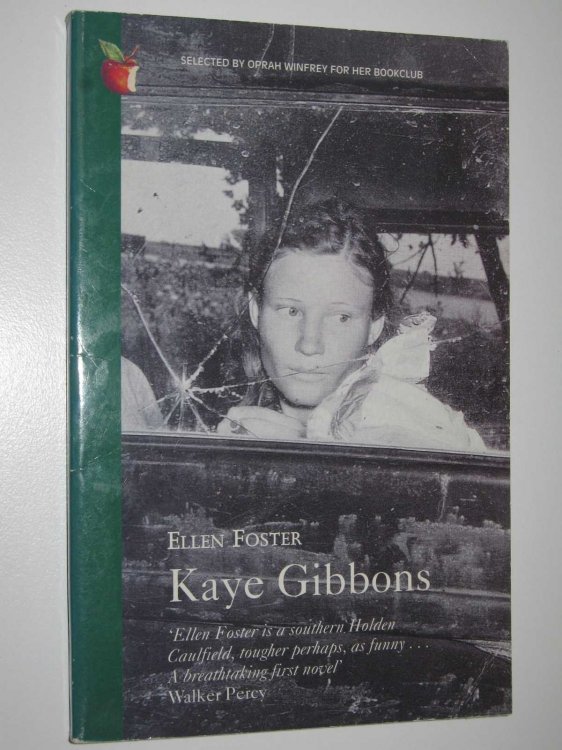 SELECTED BY OPRAH WINFREY FOR HER BOOKCLUB
ELLEN FOSTER
Kaye Gibbons
‘Ellen Foster is a southern Holden
Caulfield, tougher perhaps, as funny . . .
A breathtaking first novel’
Walker Percy